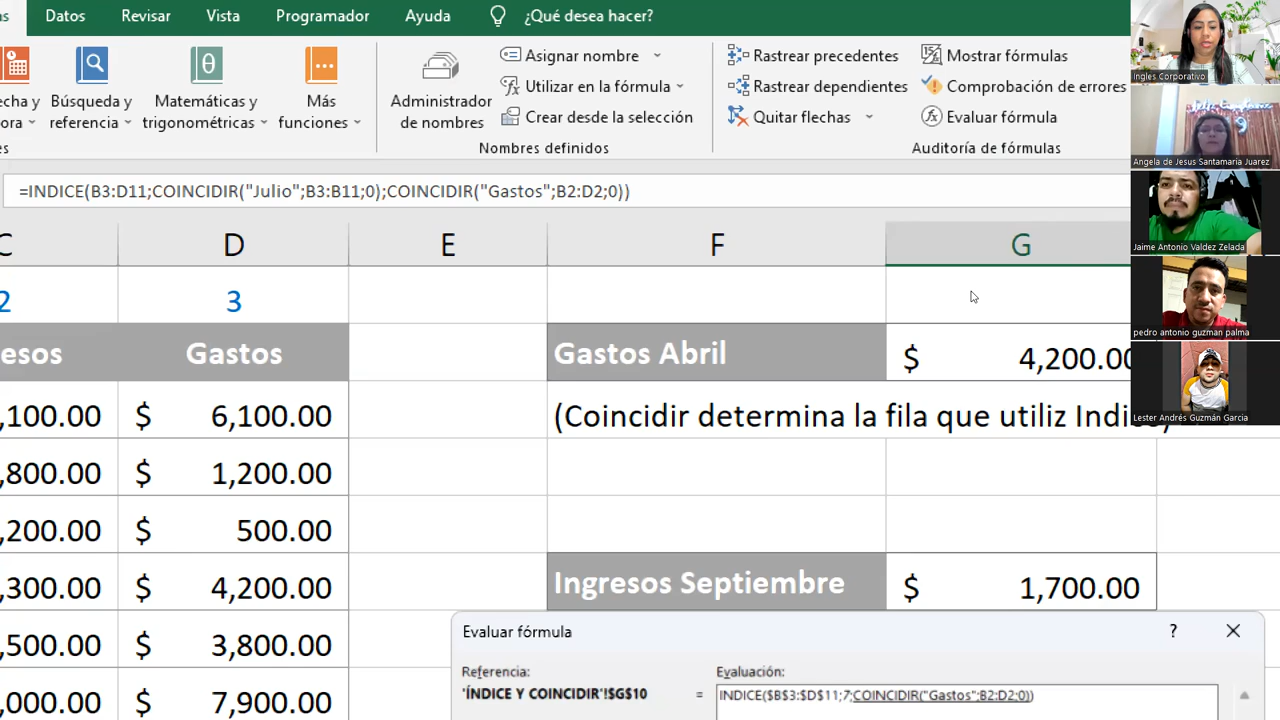 as
Datos
Revisar
Vista
Programador
Ayuda
¿Qué desea hacer?
echa y
ora
Búsqueda y
referencia
Matemáticas y
trigonométricas
Más
funciones
Administrador
de nombres
Asignar nombre
Utilizar en la fórmula
Crear desde la selección
Nombres definidos
Rastrear precedentes
Rastrear dependientes
Quitar flechas
Mostrar fórmulas
Comprobación de errores
Evaluar fórmula
Auditoría de fórmulas
es
=INDICE(B3:D11;COINCIDIR("Julio";B3:B11;0);COINCIDIR("Gastos";B2:D2;0))
C D E F G
2 3
esos Gastos Gastos Abril $ 4,200.00
,100.00 $ 6,100.00 (Coincidir determina la fila que utiliz Indice)
,800.00 $ 1,200.00
,200.00 $ 500.00
,300.00 $ 4,200.00 Ingresos Septiembre $ 1,700.00
,500.00 $ 3,800.00
,000.00 $ 7,900.00
Evaluar fórmula ?
Referencia:
'ÍNDICE Y COINCIDIR'!$G$10
=
Evaluación:
INDICE($B$3:$D$11;7;COINCIDIR("Gastos";B2:D2;0))
Ingles Corporativo
9
Angela de Jesus Santamaría Juarez
Jaime Antonio Valdez Zelada
pedro antonio guzman palma
Lester Andrés Guzmán Garcia